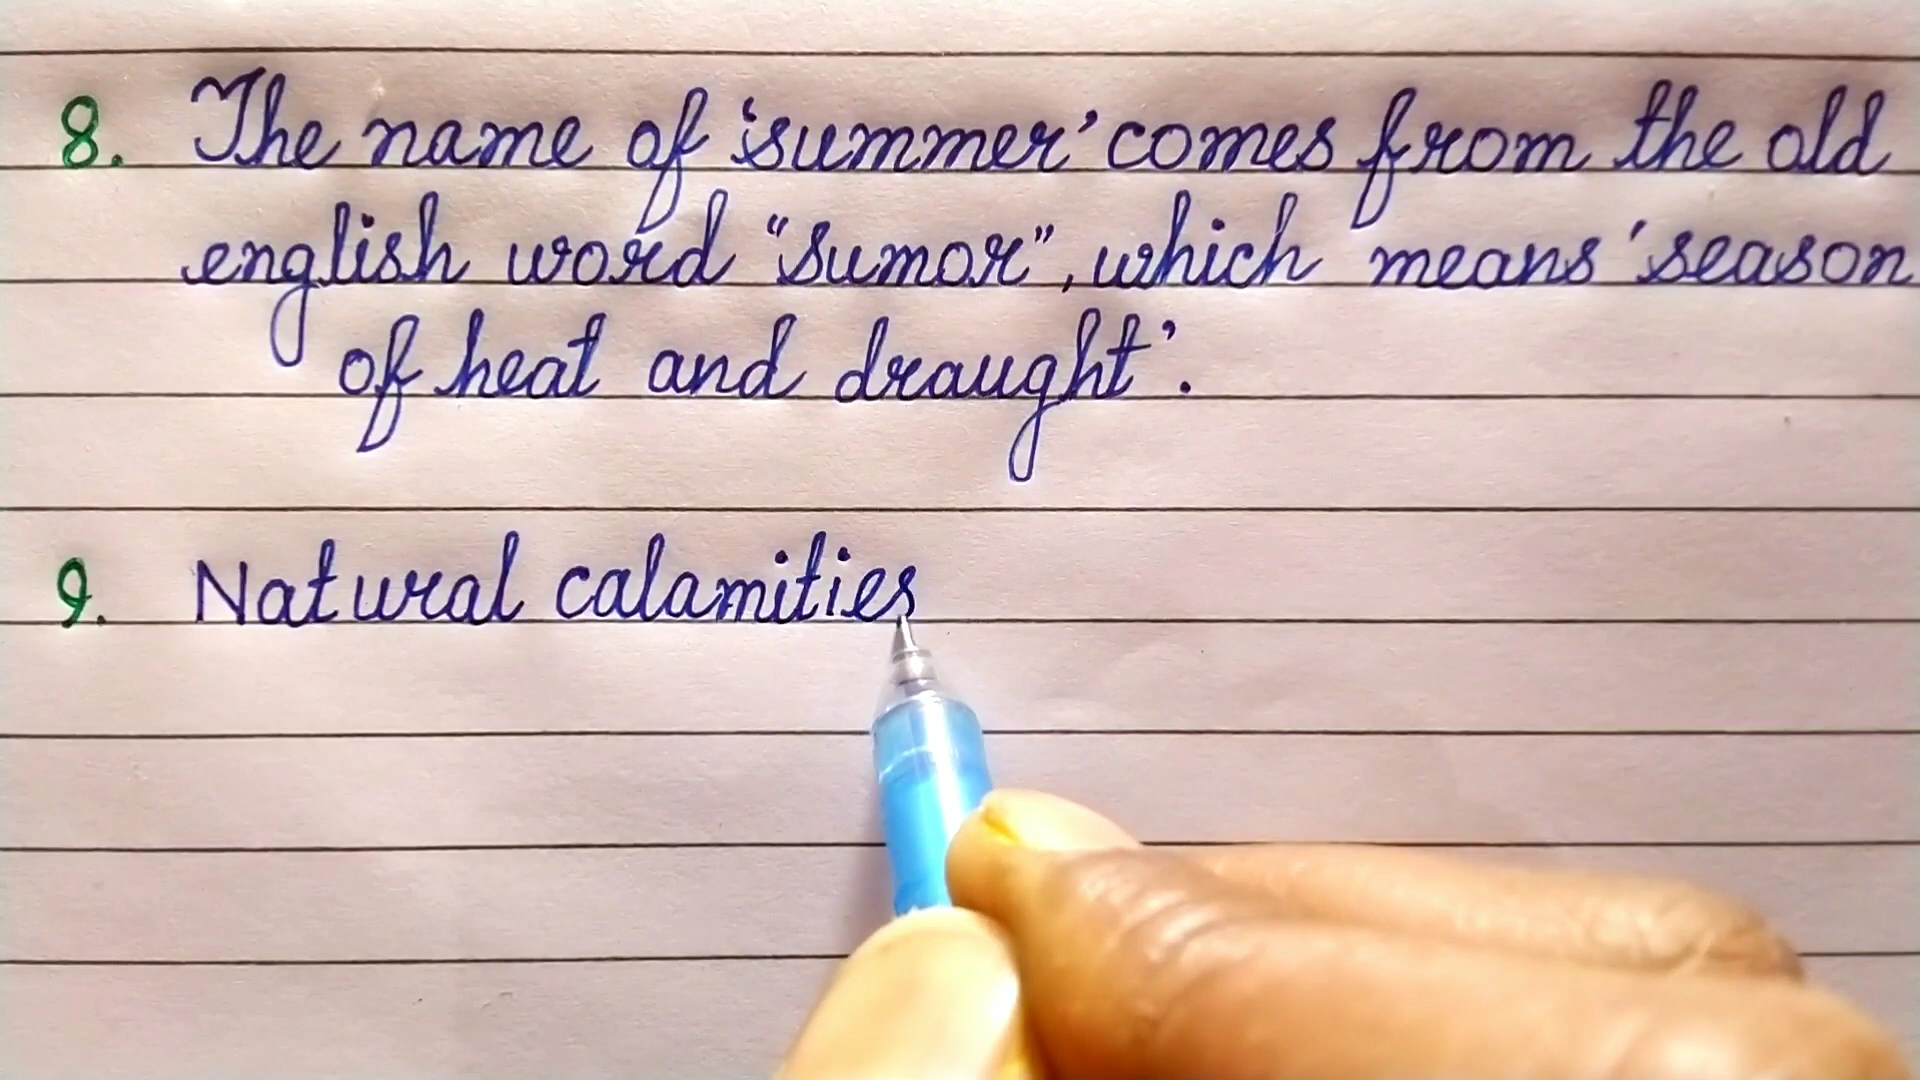 8. The name of 'summer' comes from the old
english word "sumor", which means 'season
of heat and draught'.
9. Natural calamities